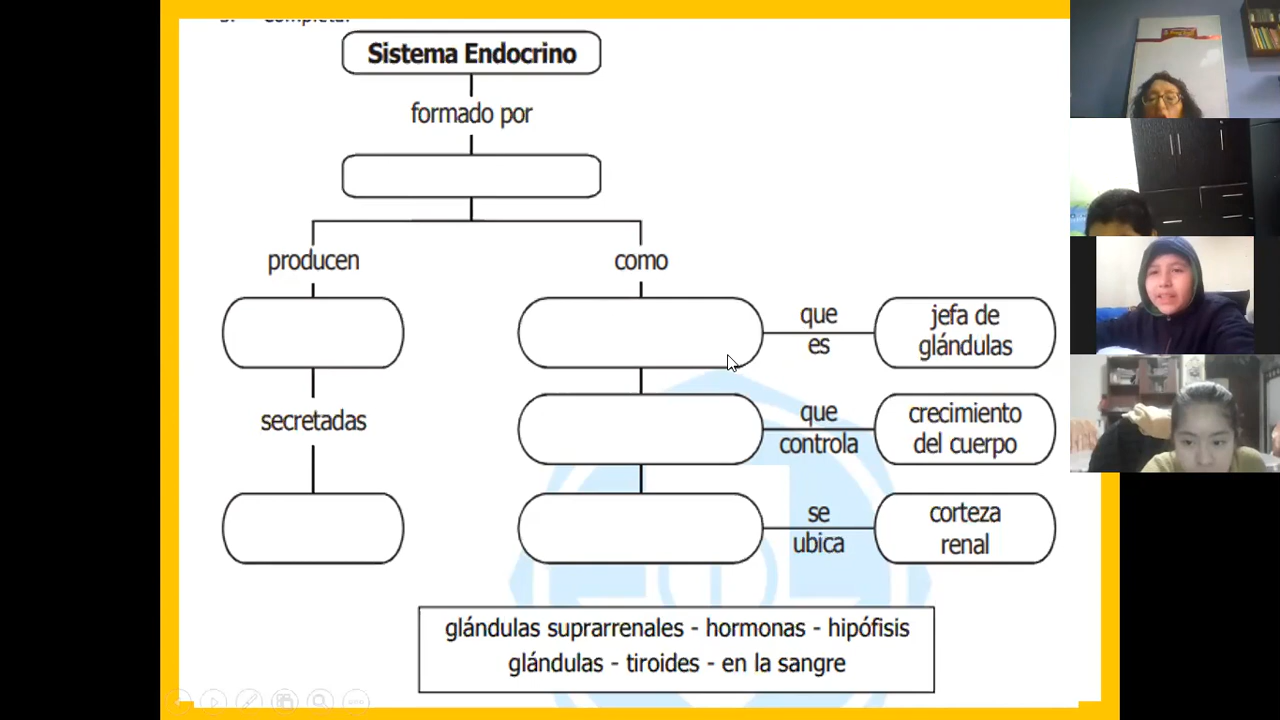 Sistema Endocrino
formado por
producen
como
que
es
jefa de
glándulas
secretadas
que
controla
crecimiento
del cuerpo
se
ubica
corteza
renal
glándulas suprarrenales - hormonas - hipófisis
glándulas - tiroides - en la sangre